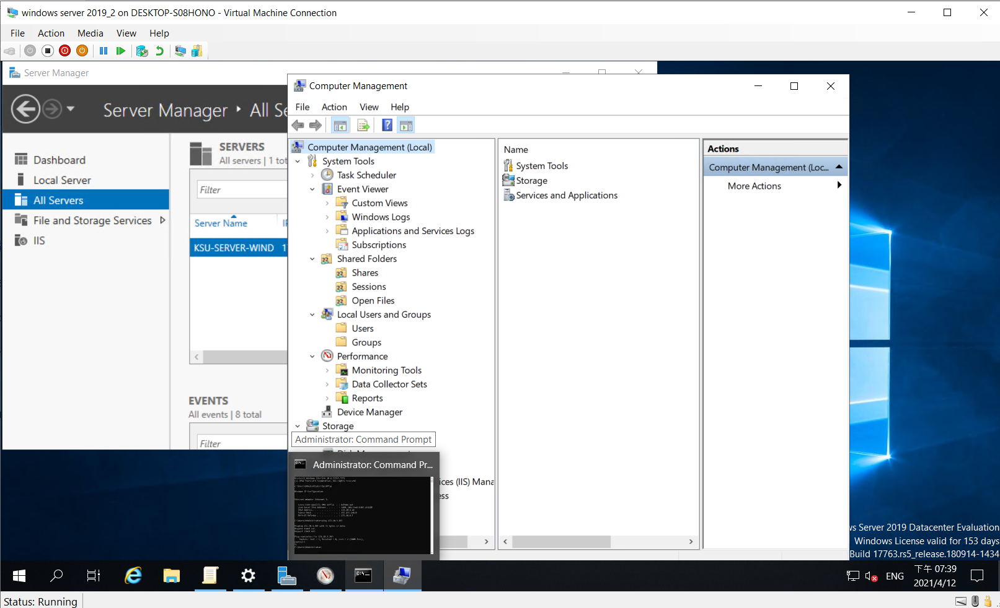 windows server 2019_2 on DESKTOP-S08HONO - Virtual Machine Connection
File Action Media View Help
Server Manager
Server Manager
All Se
Dashboard
Local Server
All Servers
File and Storage Services
IIS
SERVERS
All servers | 1 tot
Filter
Server Name
KSU-SERVER-WIND
EVENTS
All events | 8 total
Filter
Computer Management
File Action View Help
Computer Management (Local)
System Tools
Task Scheduler
Event Viewer
Custom Views
Windows Logs
Applications and Services Logs
Subscriptions
Shared Folders
Shares
Sessions
Open Files
Local Users and Groups
Users
Groups
Performance
Monitoring Tools
Data Collector Sets
Reports
Device Manager
Storage
Administrator: Command Prompt
Administrator: Command Pr...
ices (IIS) Mana
ess
Name
System Tools
Storage
Services and Applications
Actions
Computer Management (Loc...
More Actions
vs Server 2019 Datacenter Evaluation
Windows License valid for 153 days
Build 17763.rs5_release.180914-1434
ENG
下午 07:39
2021/4/12
Status: Running